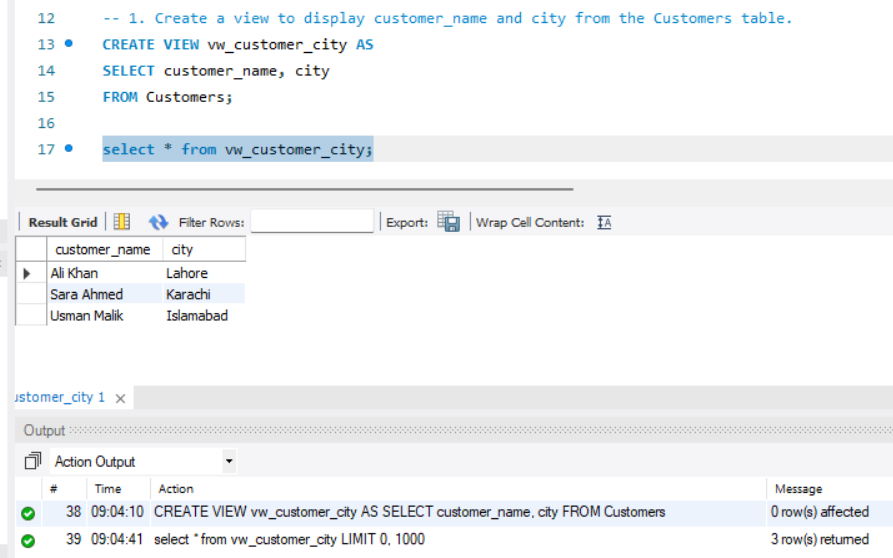 12 -- 1. Create a view to display customer_name and city from the Customers table.
13 CREATE VIEW vw_customer_city AS
14 SELECT customer_name, city
15 FROM Customers;
16
17 select * from vw_customer_city;
Result Grid Filter Rows: Export: Wrap Cell Content: IA
customer_name city
Ali Khan Lahore
Sara Ahmed Karachi
Usman Malik Islamabad
ustomer_city 1 ×
Output
Action Output
# Time Action Message
38 09:04:10 CREATE VIEW vw_customer_city AS SELECT customer_name, city FROM Customers 0 row(s) affected
39 09:04:41 select * from vw_customer_city LIMIT 0, 1000 3 row(s) returned